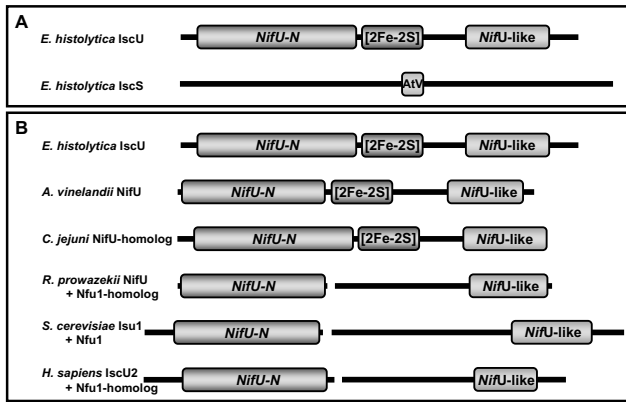 A
E. histolytica IscU NifU-N [2Fe-2S] NifU-like
E. histolytica IscS AtV
B
E. histolytica IscU NifU-N [2Fe-2S] NifU-like
A. vinelandii NifU NifU-N [2Fe-2S] NifU-like
C. jejuni NifU-homolog NifU-N [2Fe-2S] NifU-like
R. prowazekii NifU NifU-N NifU-like
+ Nfu1-homolog
S. cerevisiae Isu1 NifU-N NifU-like
+ Nfu1
H. sapiens IscU2 NifU-N NifU-like
+ Nfu1-homolog